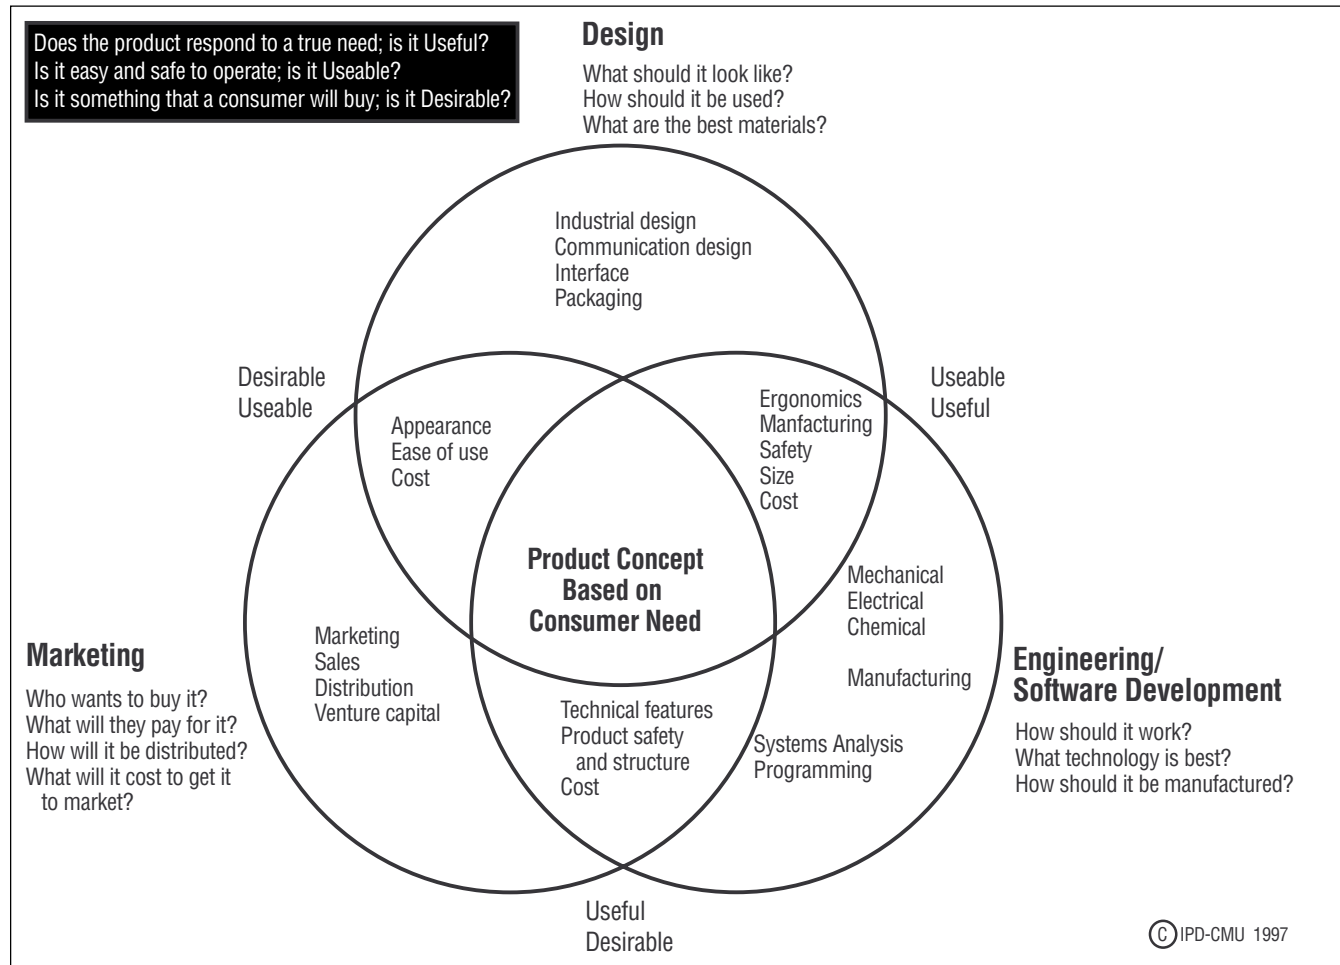 Does the product respond to a true need; is it Useful?
Is it easy and safe to operate; is it Useable?
Is it something that a consumer will buy; is it Desirable?
Design
What should it look like?
How should it be used?
What are the best materials?
Industrial design
Communication design
Interface
Packaging
Desirable
Useable
Useable
Useful
Appearance
Ease of use
Cost
Ergonomics
Manfacturing
Safety
Size
Cost
Product Concept
Based on
Consumer Need
Mechanical
Electrical
Chemical
Manufacturing
Systems Analysis
Programming
Marketing
Sales
Distribution
Venture capital
Technical features
Product safety
and structure
Cost
Marketing
Who wants to buy it?
What will they pay for it?
How will it be distributed?
What will it cost to get it
to market?
Engineering/
Software Development
How should it work?
What technology is best?
How should it be manufactured?
Useful
Desirable
© IPD-CMU 1997